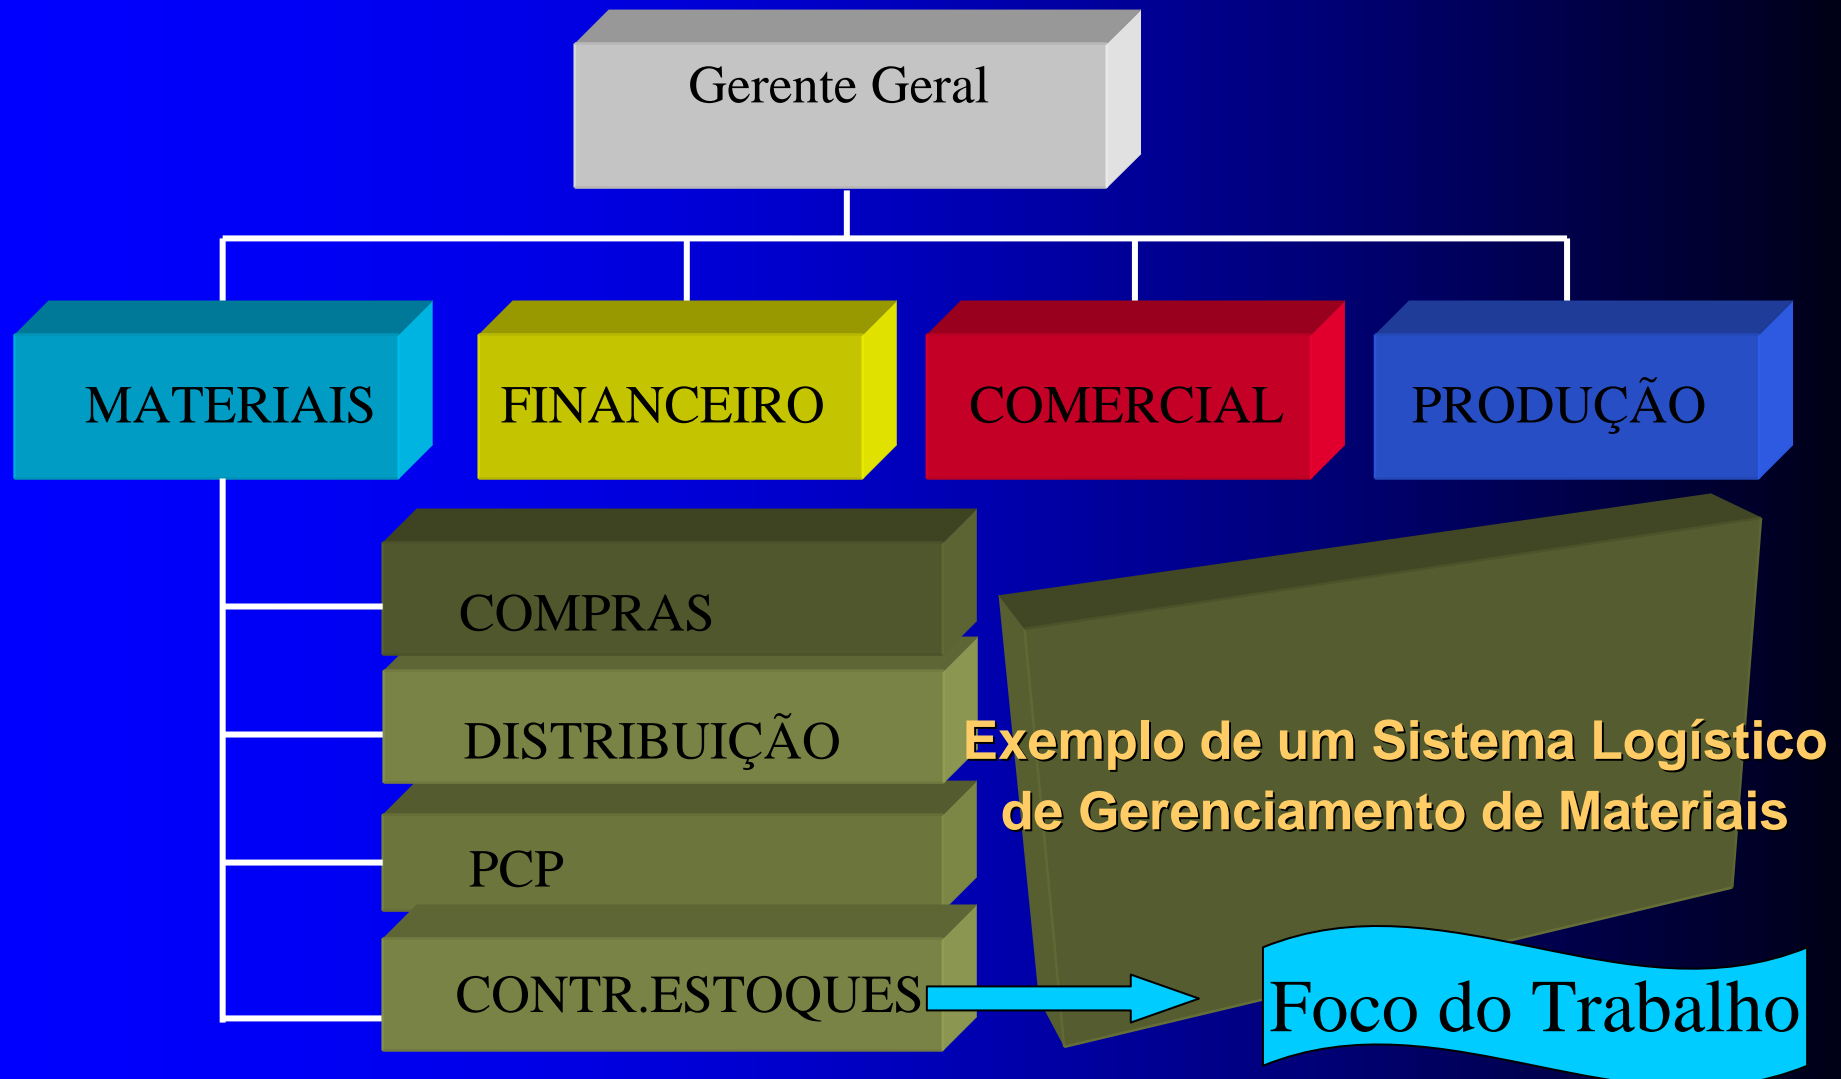 Gerente Geral
MATERIAIS
FINANCEIRO
COMERCIAL
PRODUÇÃO
COMPRAS
DISTRIBUIÇÃO
PCP
CONTR.ESTOQUES
Exemplo de um Sistema Logístico
de Gerenciamento de Materiais
Foco do Trabalho